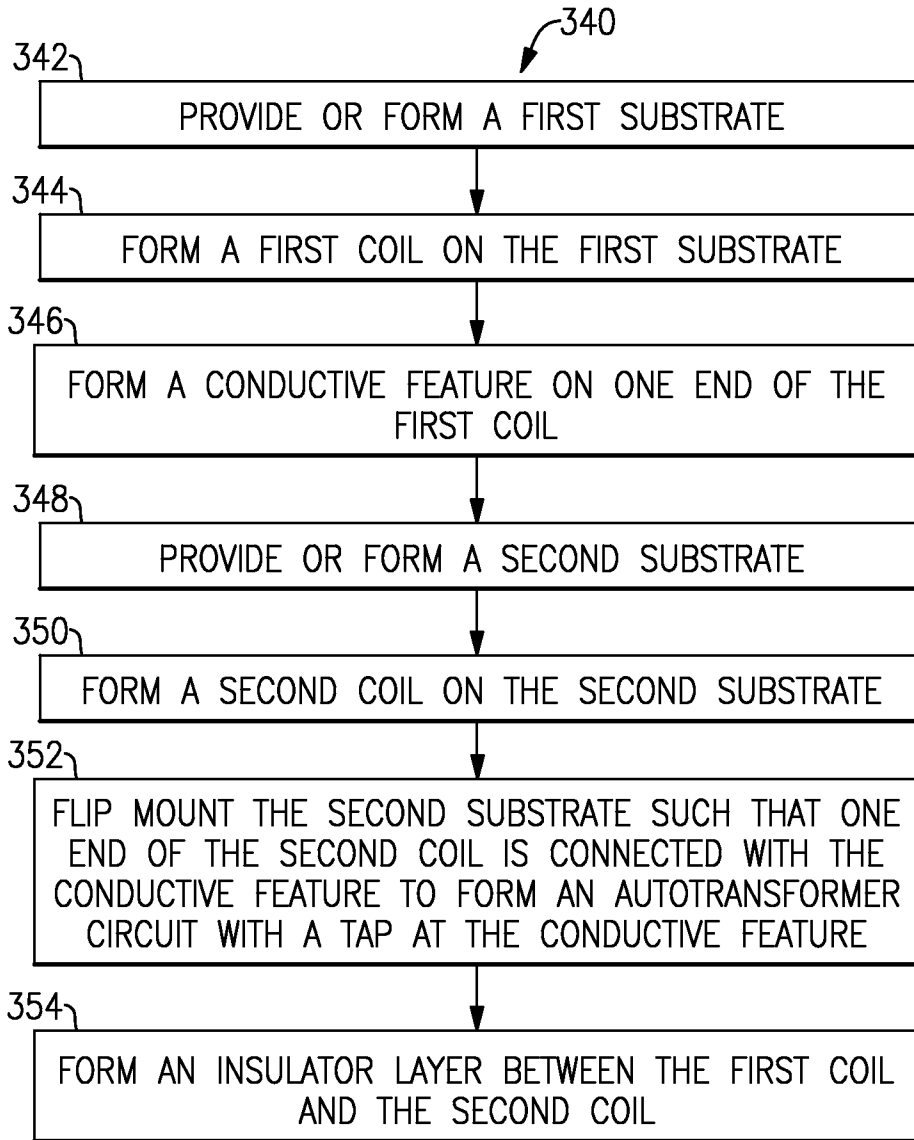 340
342
PROVIDE OR FORM A FIRST SUBSTRATE
344
FORM A FIRST COIL ON THE FIRST SUBSTRATE
346
FORM A CONDUCTIVE FEATURE ON ONE END OF THE
FIRST COIL
348
PROVIDE OR FORM A SECOND SUBSTRATE
350
FORM A SECOND COIL ON THE SECOND SUBSTRATE
352
FLIP MOUNT THE SECOND SUBSTRATE SUCH THAT ONE
END OF THE SECOND COIL IS CONNECTED WITH THE
CONDUCTIVE FEATURE TO FORM AN AUTOTRANSFORMER
CIRCUIT WITH A TAP AT THE CONDUCTIVE FEATURE
354
FORM AN INSULATOR LAYER BETWEEN THE FIRST COIL
AND THE SECOND COIL